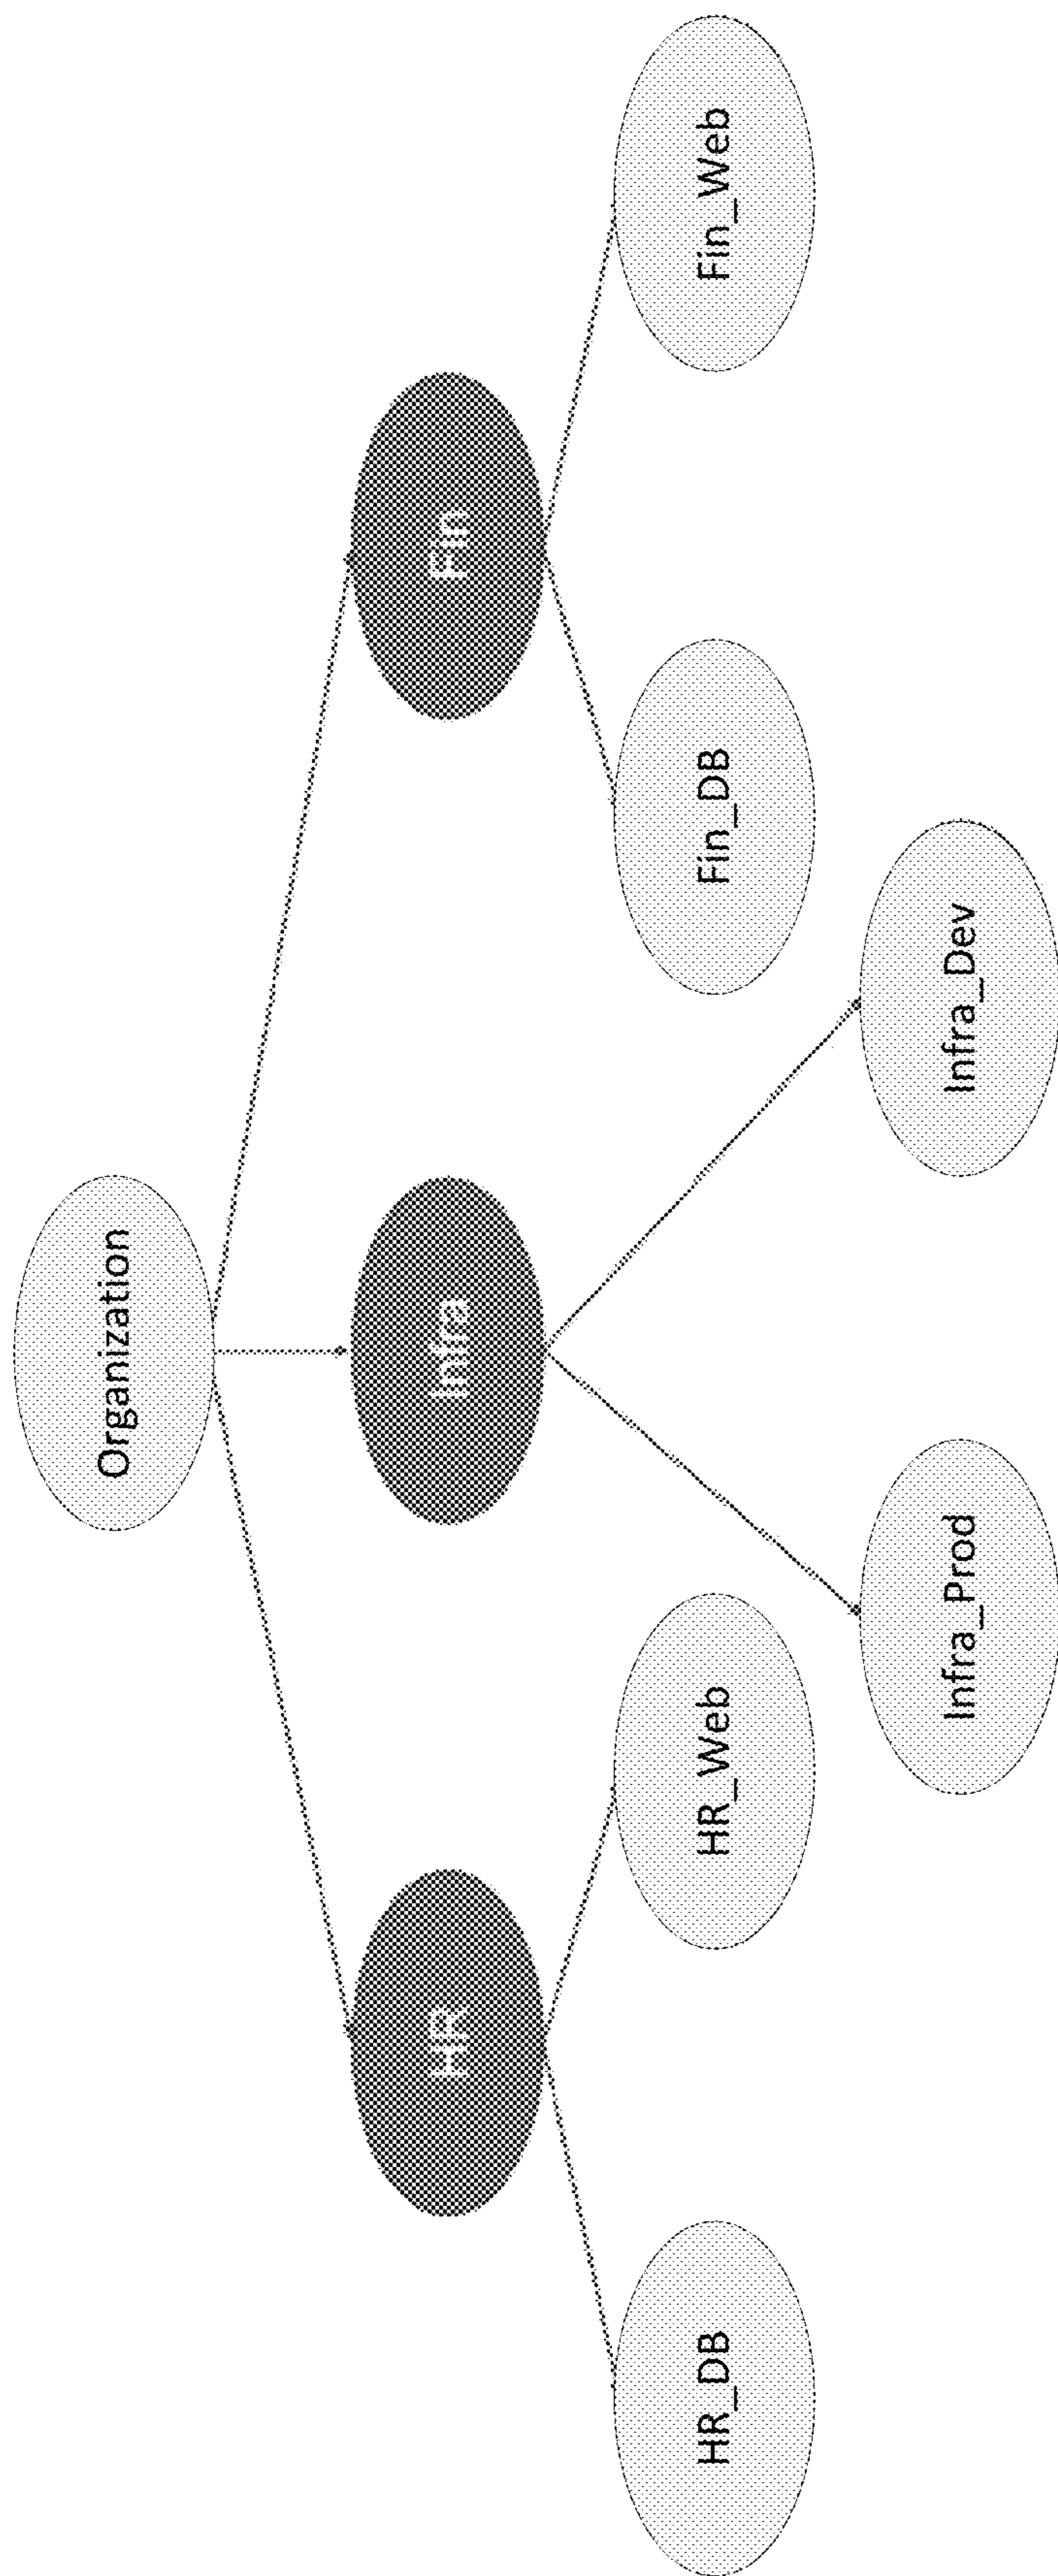 Organization
HR
Infra
Fin
HR_DB
HR_Web
Fin_DB
Fin_Web
Infra_Prod
Infra_Dev